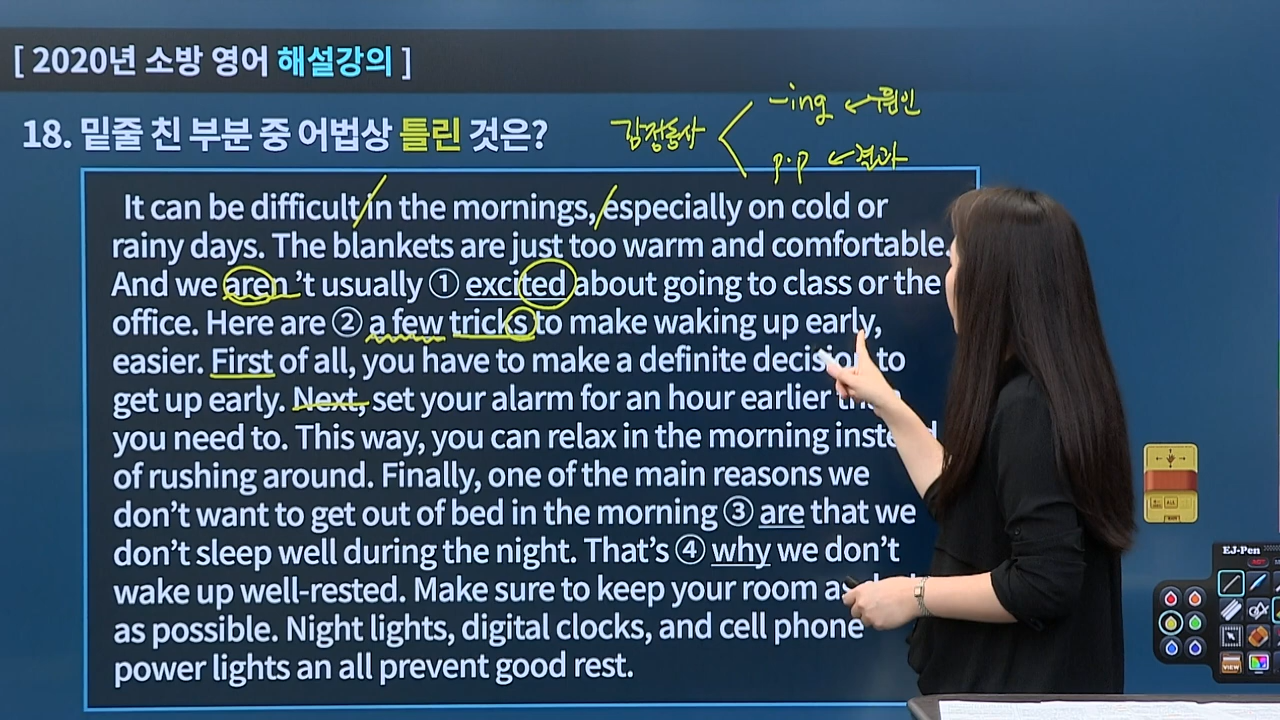 [ 2020년 소방 영어 해설강의 ]
-ing ← 원인
18. 밑줄 친 부분 중 어법상 틀린 것은?
감정동사
p.p ← 결과
It can be difficult in the mornings, especially on cold or
rainy days. The blankets are just too warm and comfortable.
And we aren't usually ① excited about going to class or the
office. Here are ② a few tricks to make waking up early,
easier. First of all, you have to make a definite decision to
get up early. Next, set your alarm for an hour earlier
you need to. This way, you can relax in the morning
of rushing around. Finally, one of the main reasons we
don't want to get out of bed in the morning ③ are that we
don't sleep well during the night. That's ④ why we don't
wake up well-rested. Make sure to keep your room
as possible. Night lights, digital clocks, and cell phone
power lights an all prevent good rest.
EJ-Pen
VIEW